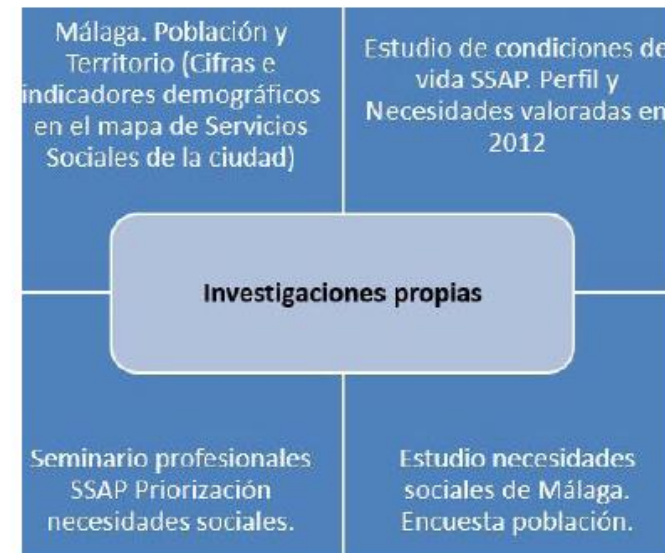 Málaga. Población y
Territorio (Cifras e
indicadores demográficos
en el mapa de Servicios
Sociales de la ciudad)
Estudio de condiciones de
vida SSAP. Perfil y
Necesidades valoradas en
2012
Investigaciones propias
Seminario profesionales
SSAP Priorización
necesidades sociales.
Estudio necesidades
sociales de Málaga.
Encuesta población.